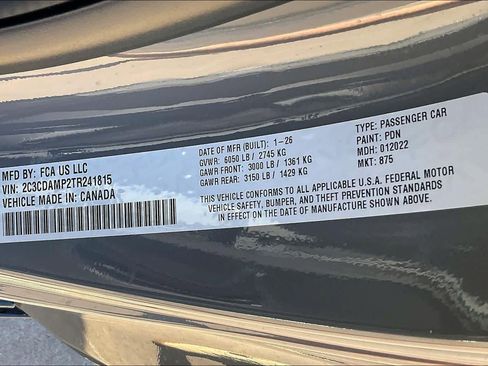 MFD BY: FCA US LLC
VIN: 2C3CDAMP2TR241815
VEHICLE MADE IN: CANADA
DATE OF MFR (BUILT): 1-26
GVWR: 6050 LB / 2745 KG
GAWR FRONT: 3000 LB / 1361 KG
GAWR REAR: 3150 LB / 1429 KG
THIS VEHICLE CONFORMS TO ALL APPLICABLE U.S.A. FEDERAL MOTOR
VEHICLE SAFETY, BUMPER, AND THEFT PREVENTION STANDARDS
IN EFFECT ON THE DATE OF MANUFACTURE SHOWN ABOVE
TYPE: PASSENGER CAR
PAINT: PDN
MDH: 012022
MKT: 875